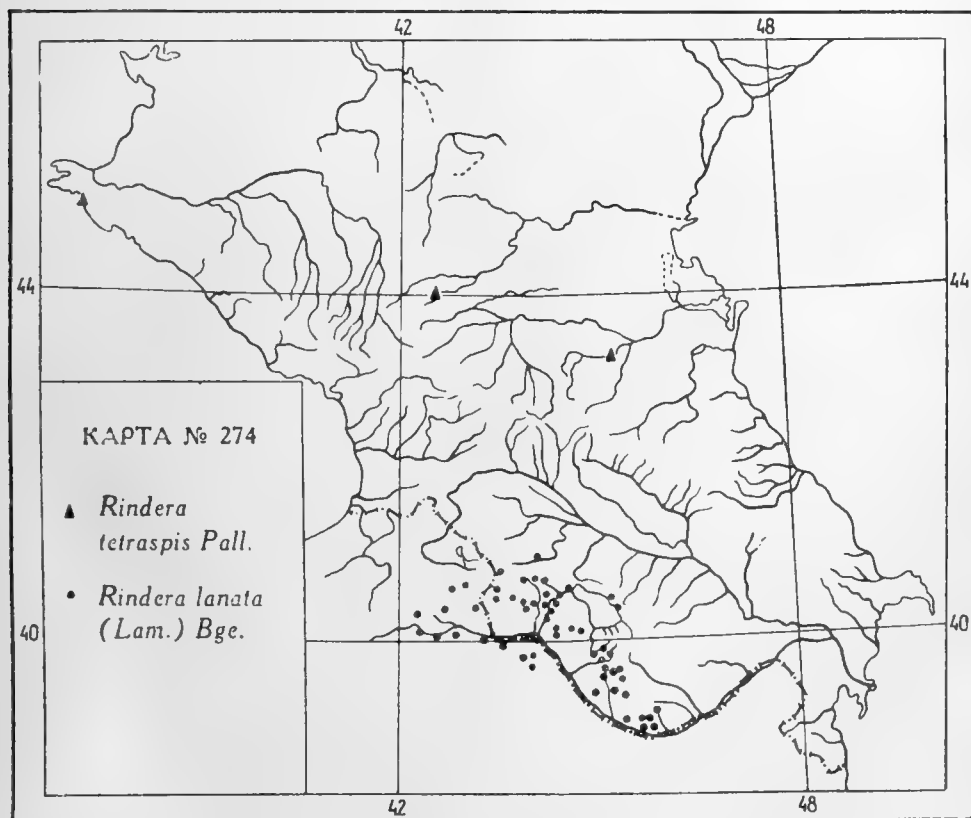 42 48
44 44
КАРТА № 274
Rindera
tetraspis Pall.
Rindera lanata
(Lam.) Bge.
40 40
42 48